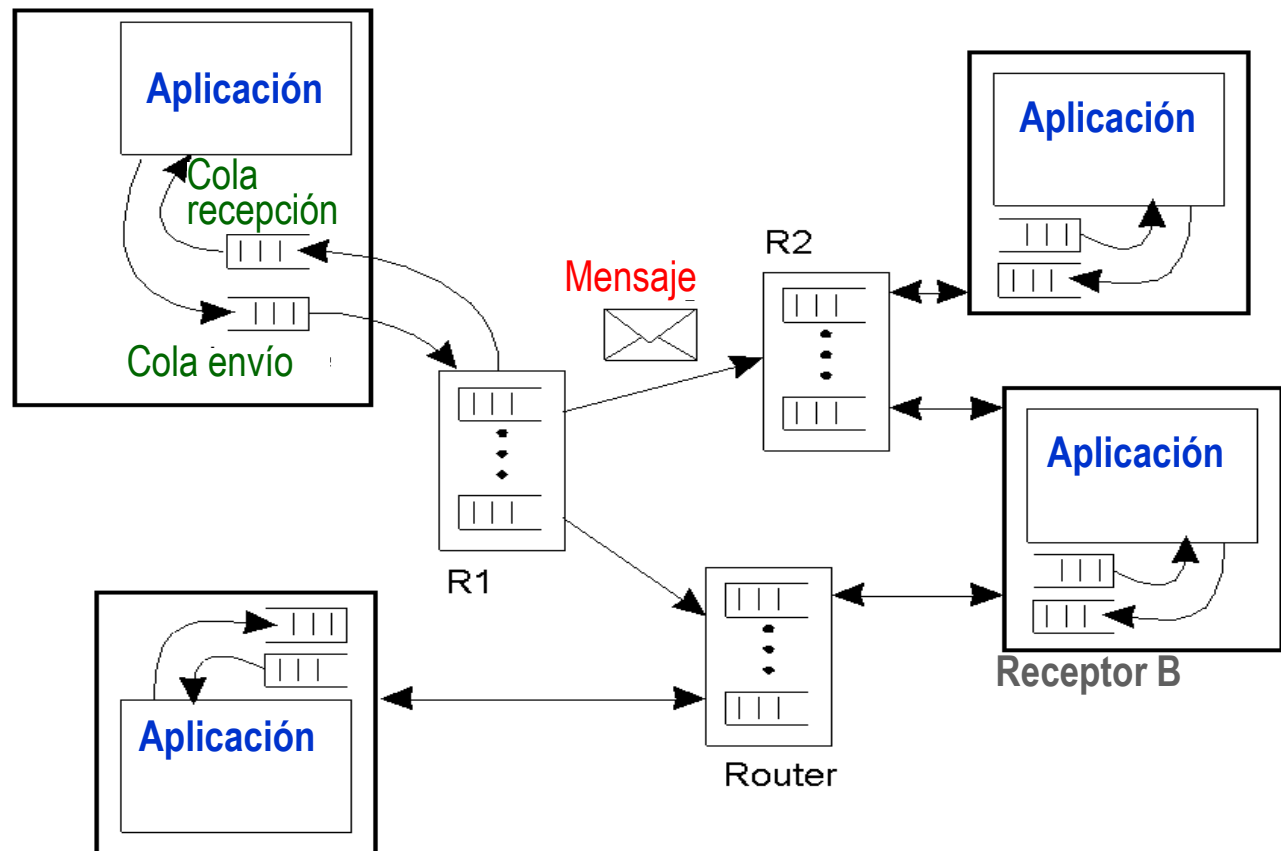 Aplicación
Cola
recepción
Cola envío
Aplicación
R2
Mensaje
R1
Aplicación
Receptor B
Aplicación
Router